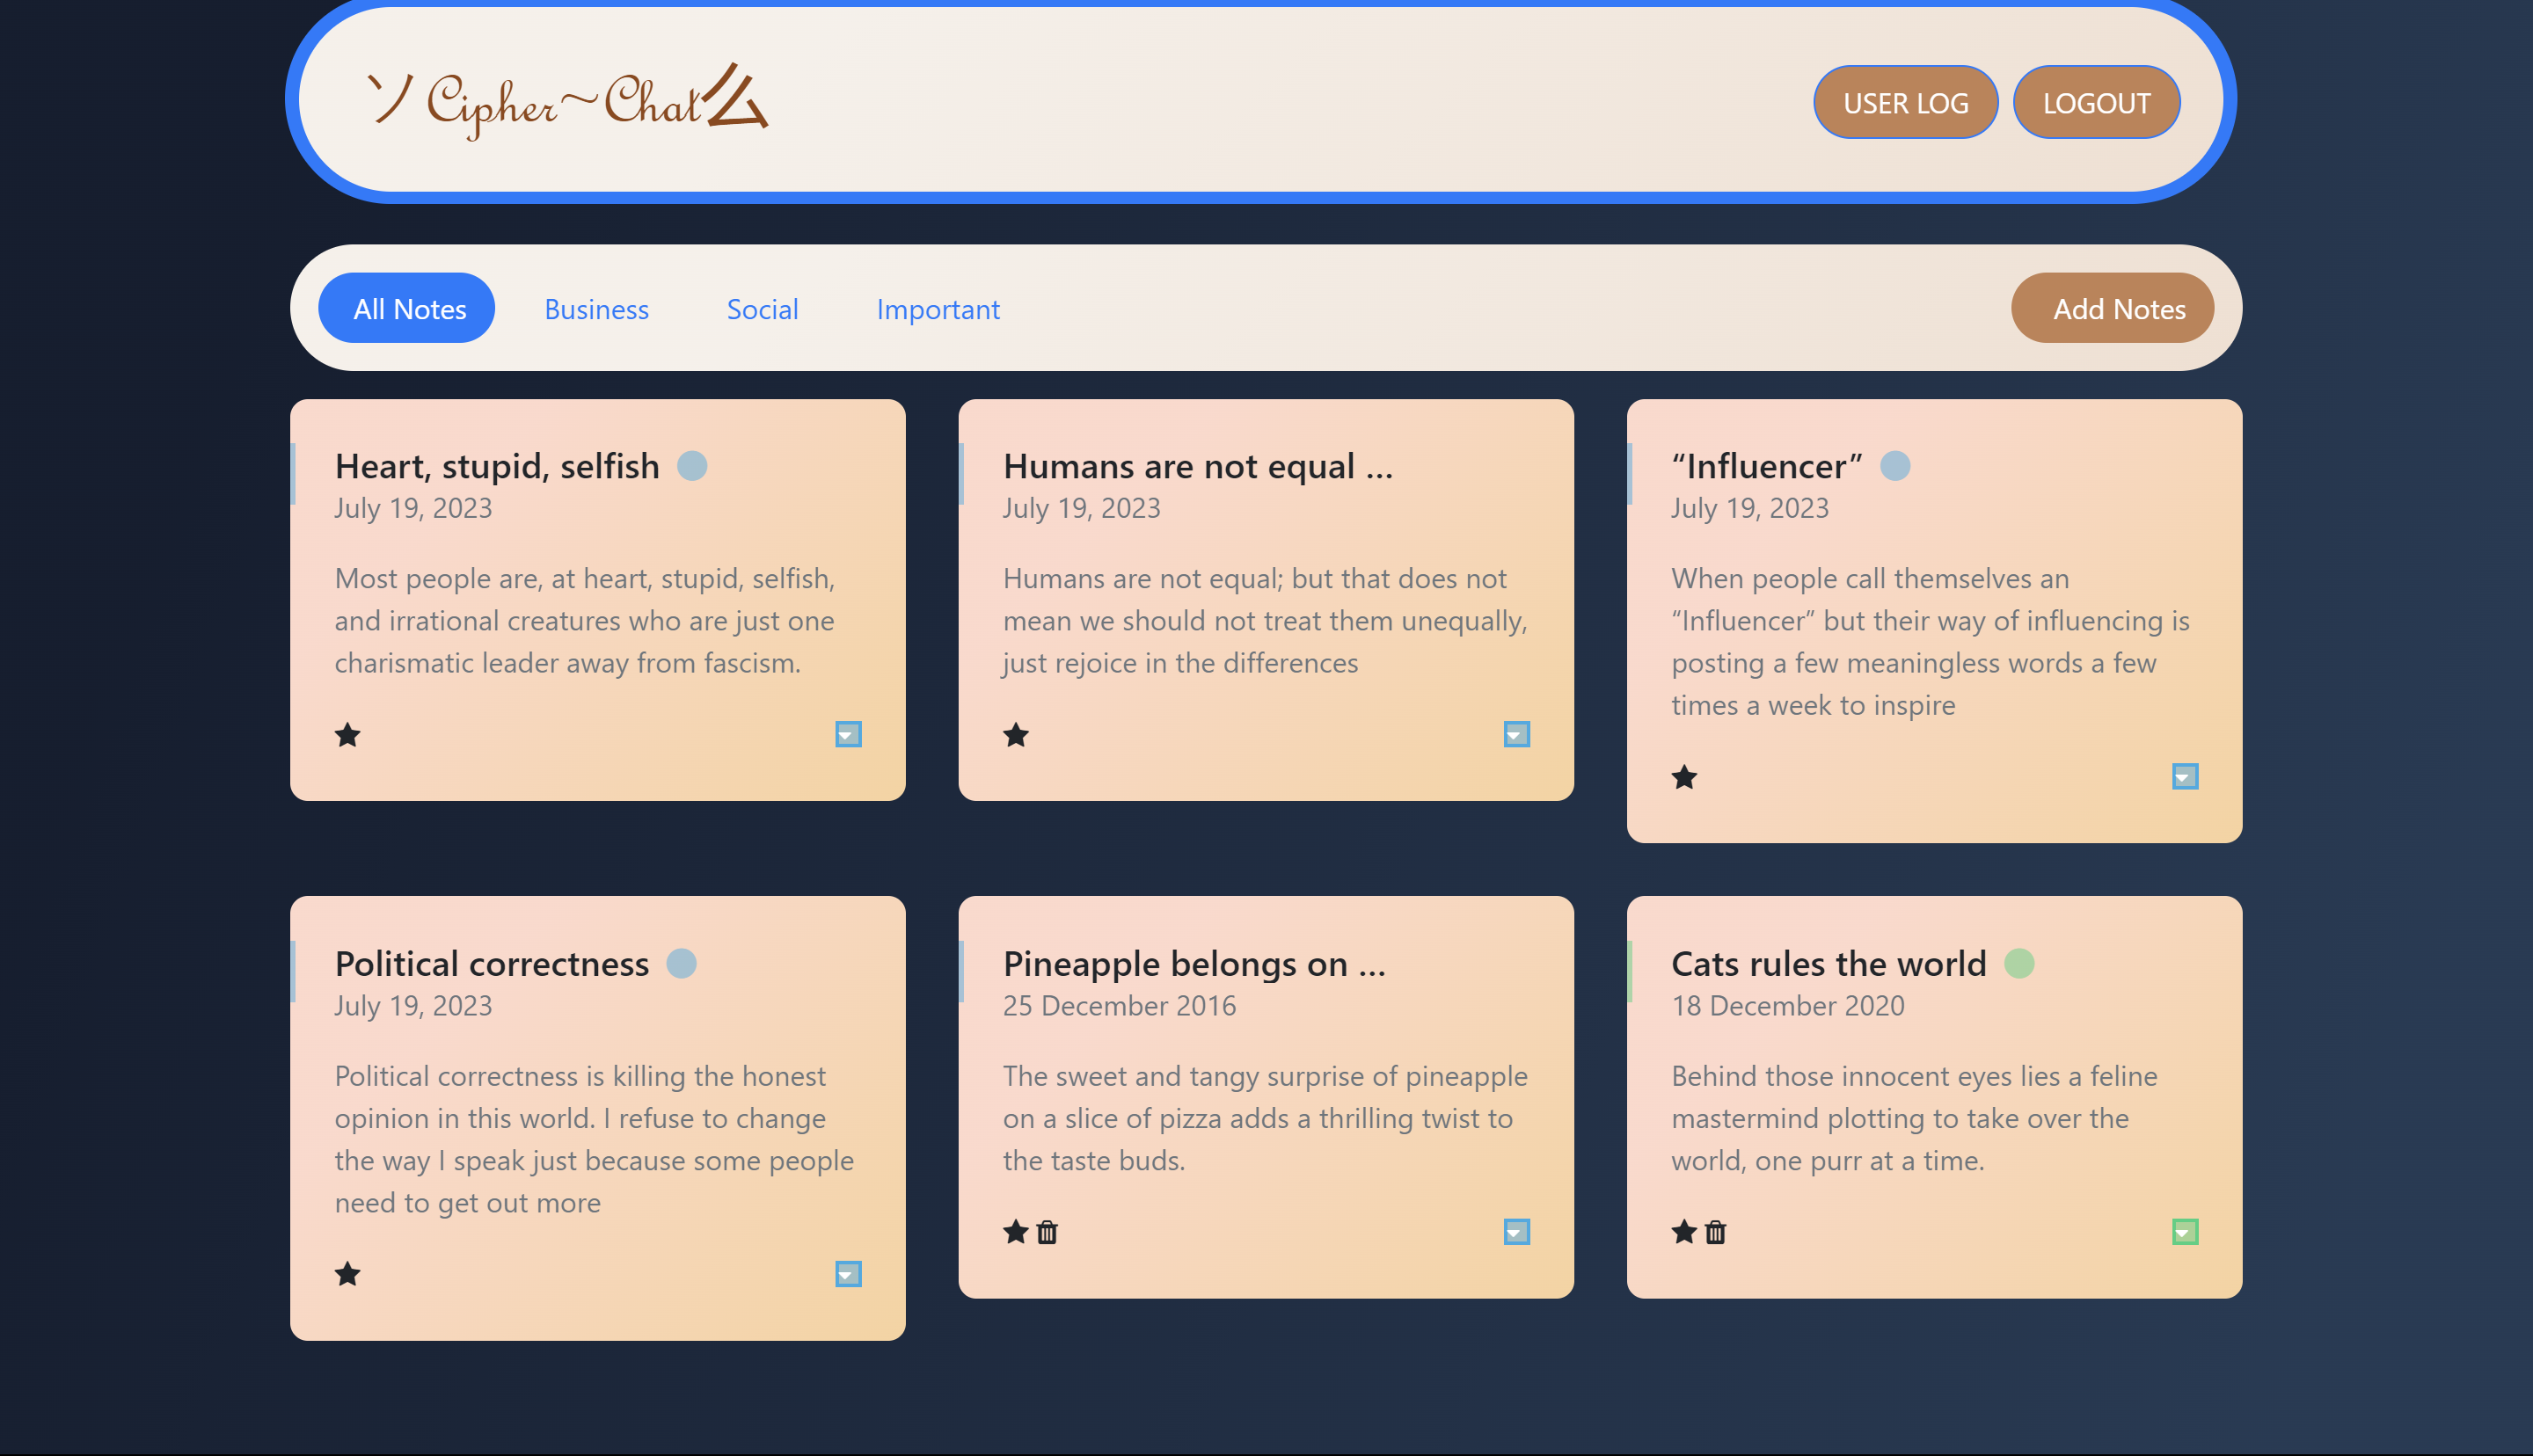 ソCipher~Chat么
USER LOG
LOGOUT
All Notes
Business
Social
Important
Add Notes
Heart, stupid, selfish
July 19, 2023
Most people are, at heart, stupid, selfish,
and irrational creatures who are just one
charismatic leader away from fascism.
Humans are not equal ...
July 19, 2023
Humans are not equal; but that does not
mean we should not treat them unequally,
just rejoice in the differences
“Influencer”
July 19, 2023
When people call themselves an
“Influencer” but their way of influencing is
posting a few meaningless words a few
times a week to inspire
Political correctness
July 19, 2023
Political correctness is killing the honest
opinion in this world. I refuse to change
the way I speak just because some people
need to get out more
Pineapple belongs on ...
25 December 2016
The sweet and tangy surprise of pineapple
on a slice of pizza adds a thrilling twist to
the taste buds.
Cats rules the world
18 December 2020
Behind those innocent eyes lies a feline
mastermind plotting to take over the
world, one purr at a time.